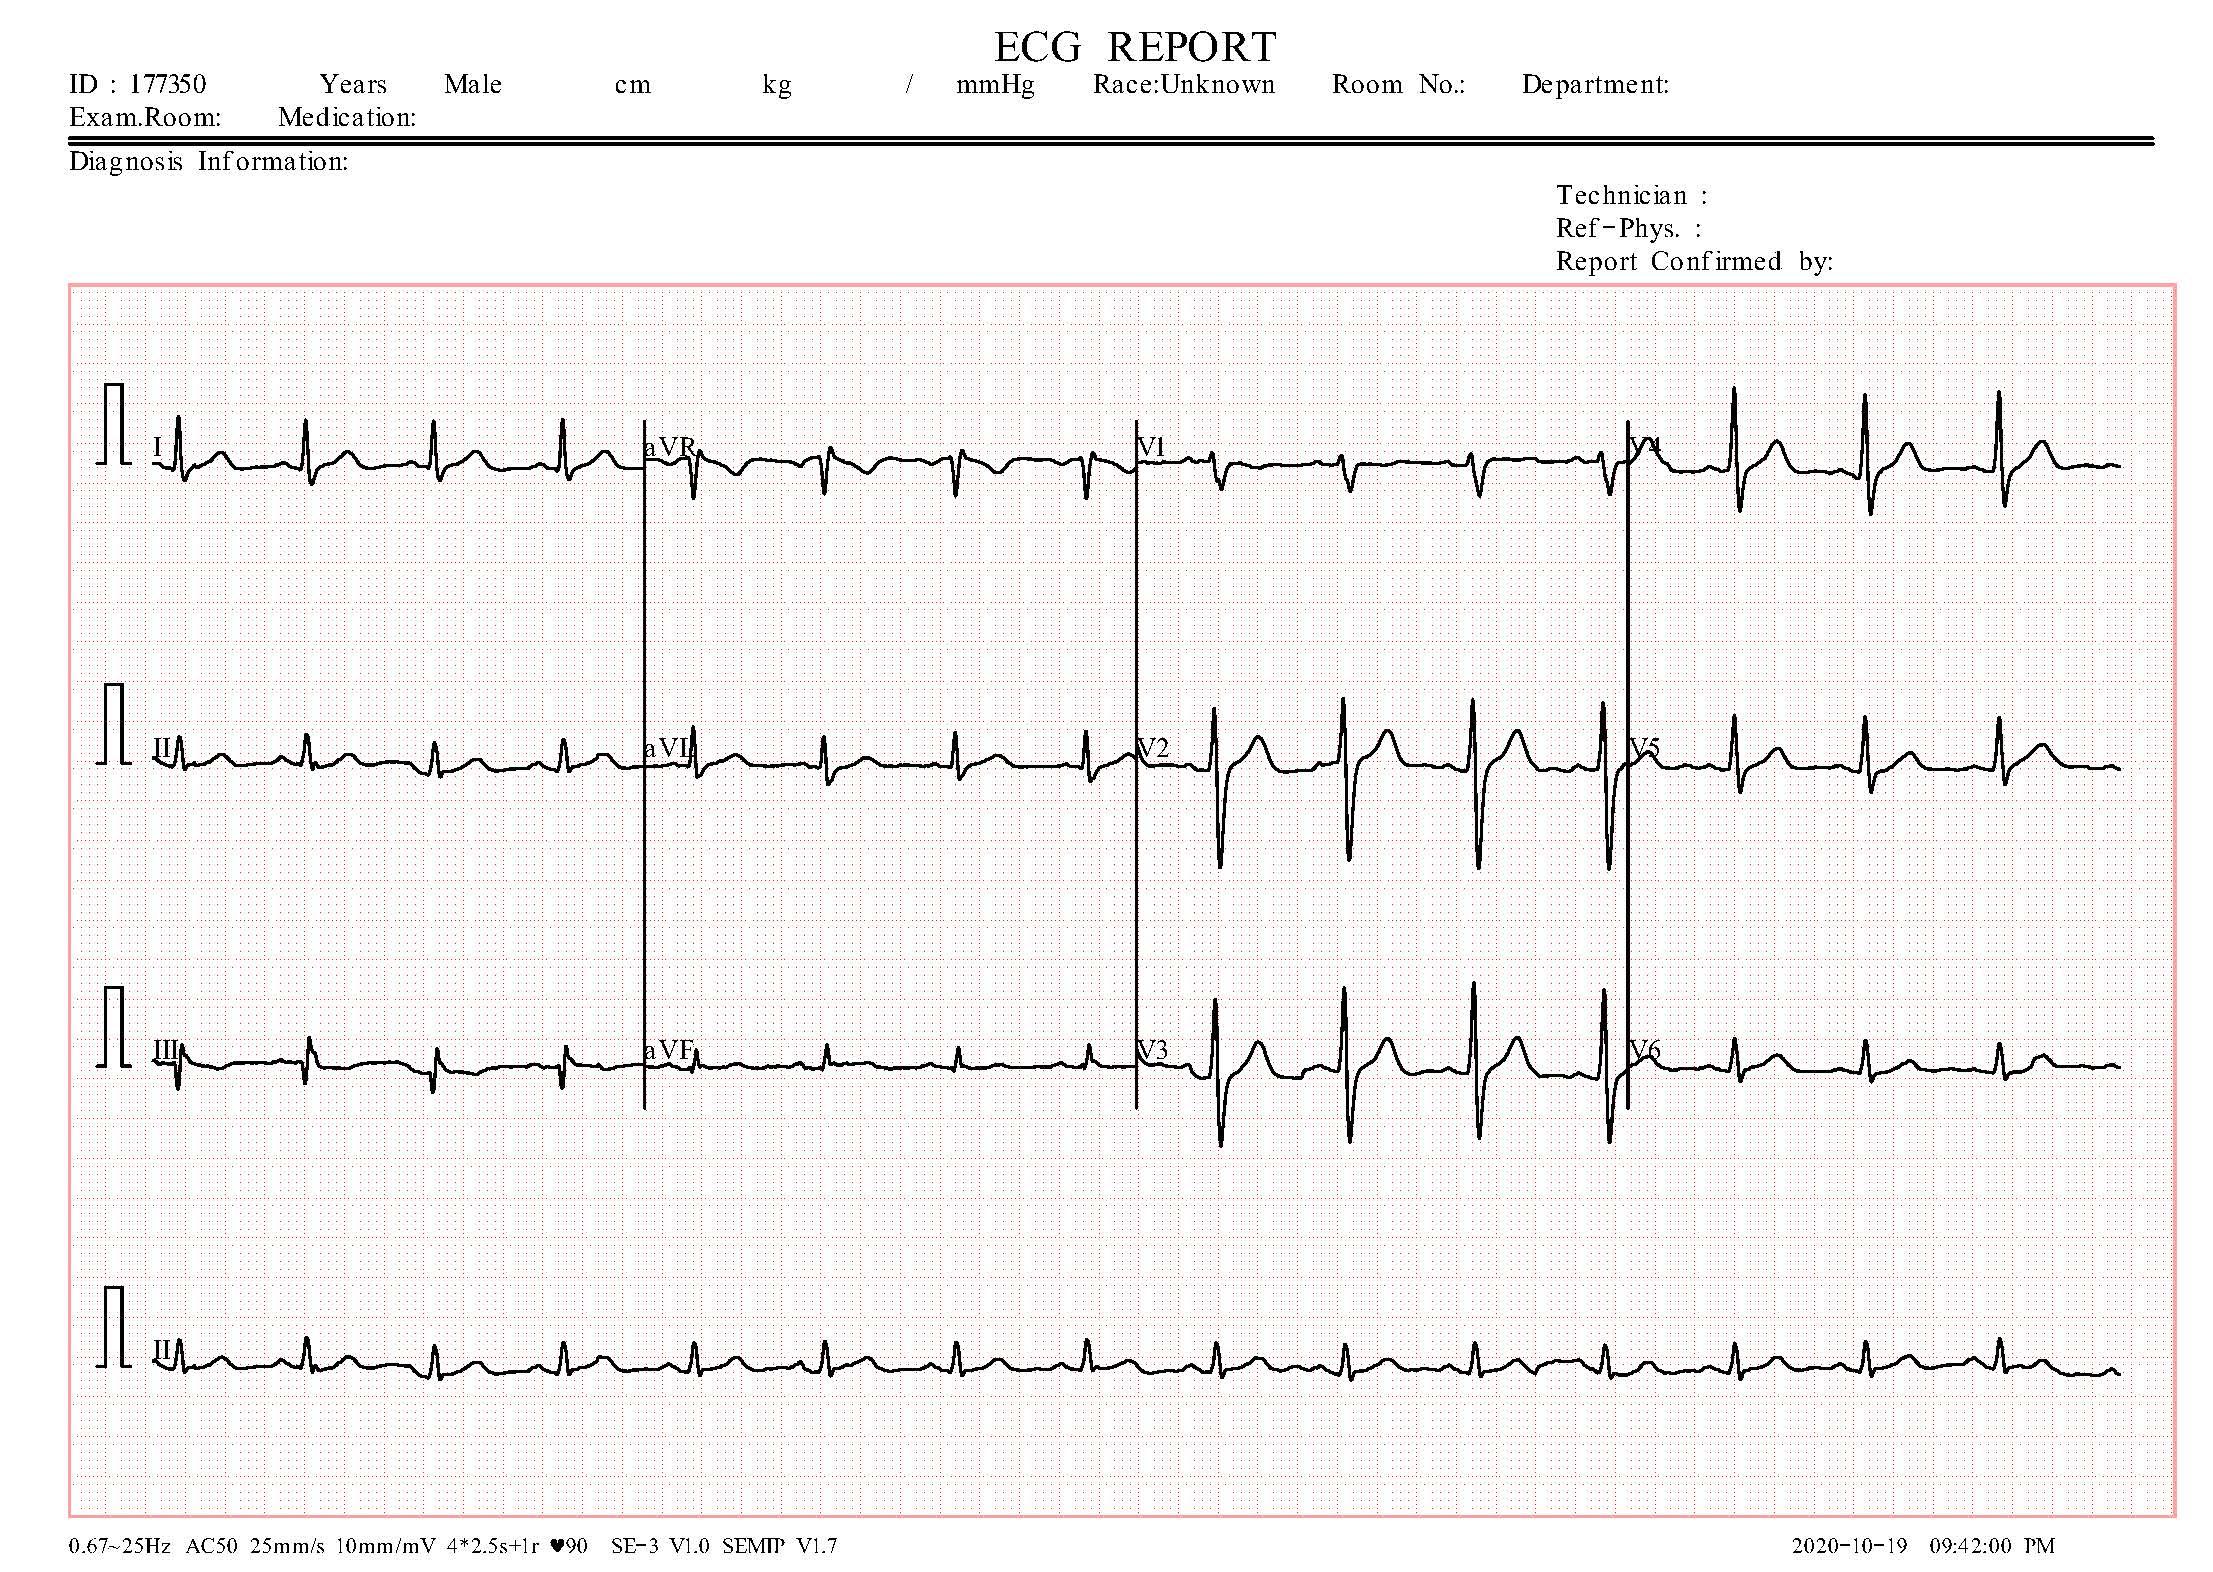 ECG REPORT
ID : 177350 Years Male cm kg / mmHg Race:Unknown Room No.: Department:
Exam.Room: Medication:
Diagnosis Information:
Technician :
Ref-Phys. :
Report Confirmed by:
I aVR V1 V4
II aVL V2 V5
III aVF V3 V6
II
0.67~25Hz AC50 25mm/s 10mm/mV 4*2.5s+1r ♥90 SE-3 V1.0 SEMIP V1.7 2020-10-19 09:42:00 PM